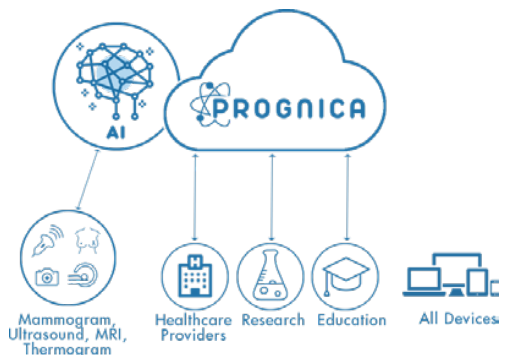 AI
PROGNICA
H
Mammogram,
Ultrasound, MRI,
Thermogram
Healthcare
Providers
Research
Education
All Devices